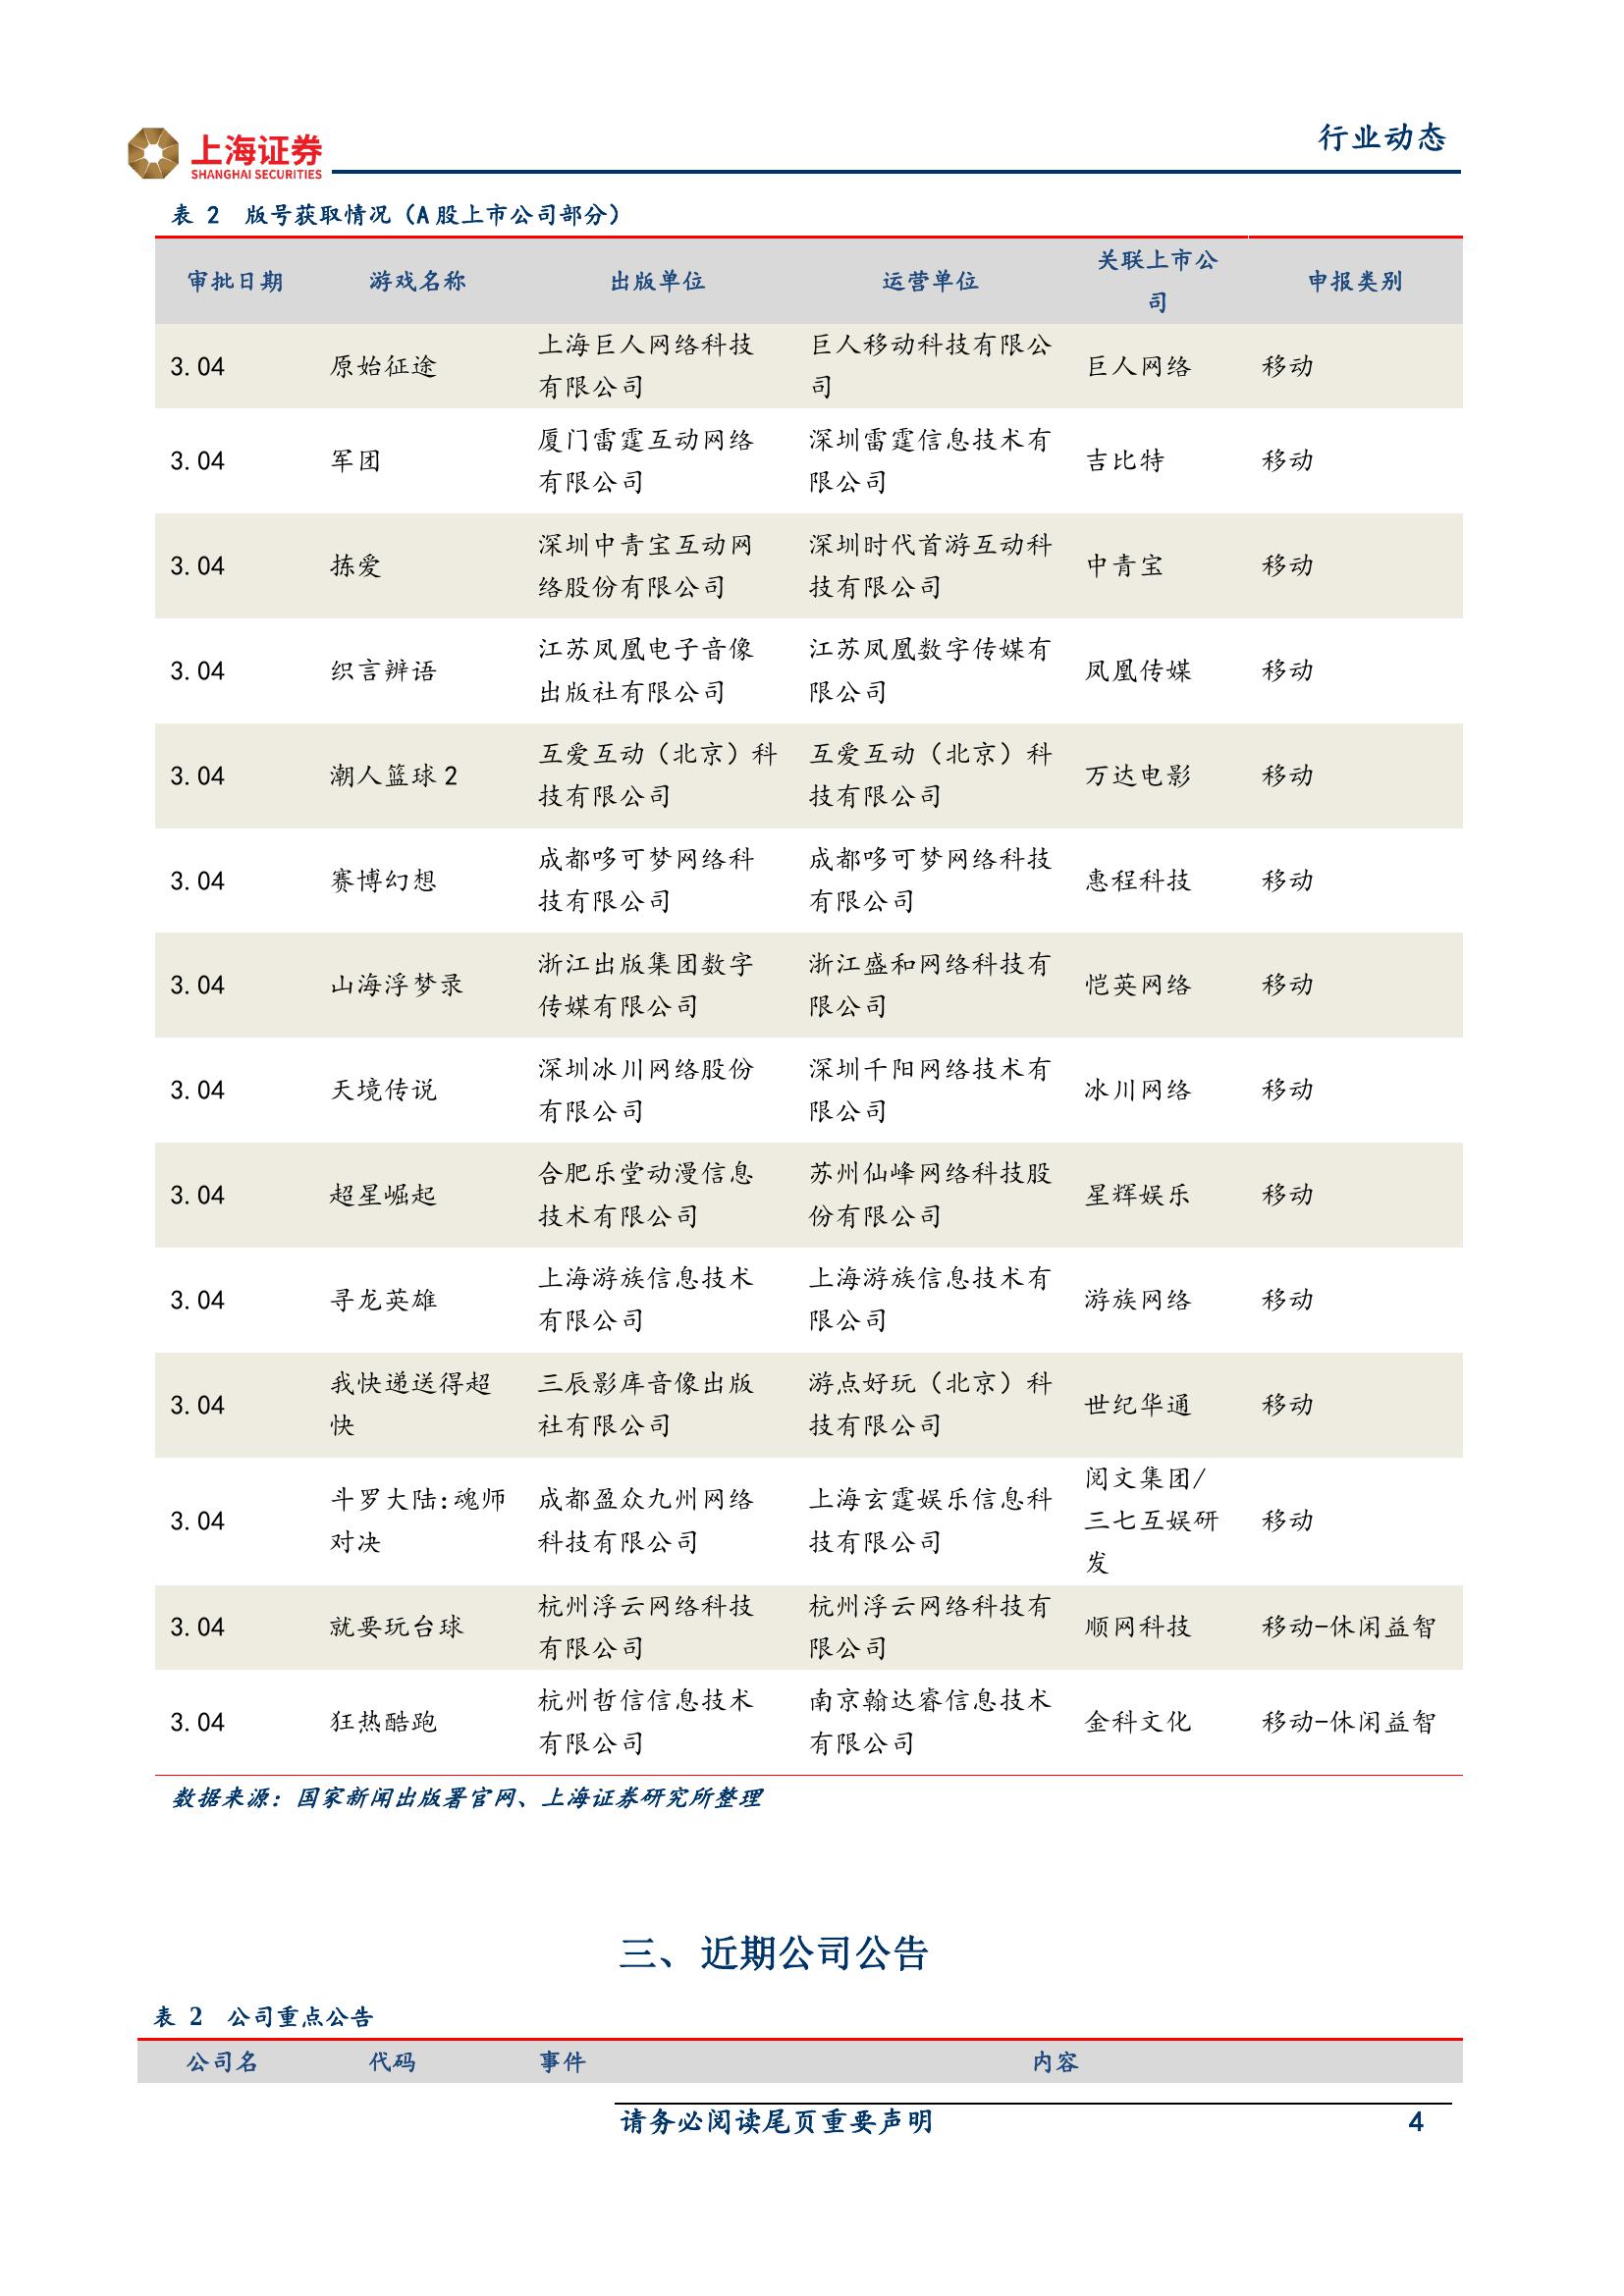 上海证券
SHANGHAI SECURITIES
行业动态
表 2 版号获取情况（A 股上市公司部分）
审批日期 游戏名称 出版单位 运营单位 关联上市公
司 申报类别
3.04 原始征途 上海巨人网络科技
有限公司 巨人移动科技有限公
司 巨人网络 移动
3.04 军团 厦门雷霆互动网络
有限公司 深圳雷霆信息技术有
限公司 吉比特 移动
3.04 拣爱 深圳中青宝互动网
络股份有限公司 深圳时代首游互动科
技有限公司 中青宝 移动
3.04 织言辨语 江苏凤凰电子音像
出版社有限公司 江苏凤凰数字传媒有
限公司 凤凰传媒 移动
3.04 潮人篮球 2 互爱互动（北京）科
技有限公司 互爱互动（北京）科
技有限公司 万达电影 移动
3.04 赛博幻想 成都哆可梦网络科
技有限公司 成都哆可梦网络科技
有限公司 惠程科技 移动
3.04 山海浮梦录 浙江出版集团数字
传媒有限公司 浙江盛和网络科技有
限公司 恺英网络 移动
3.04 天境传说 深圳冰川网络股份
有限公司 深圳千阳网络技术有
限公司 冰川网络 移动
3.04 超星崛起 合肥乐堂动漫信息
技术有限公司 苏州仙峰网络科技股
份有限公司 星辉娱乐 移动
3.04 寻龙英雄 上海游族信息技术
有限公司 上海游族信息技术有
限公司 游族网络 移动
3.04 我快递送得超
快 三辰影库音像出版
社有限公司 游点好玩（北京）科
技有限公司 世纪华通 移动
3.04 斗罗大陆:魂师
对决 成都盈众九州网络
科技有限公司 上海玄霆娱乐信息科
技有限公司 阅文集团/
三七互娱研
发 移动
3.04 就要玩台球 杭州浮云网络科技
有限公司 杭州浮云网络科技有
限公司 顺网科技 移动-休闲益智
3.04 狂热酷跑 杭州哲信信息技术
有限公司 南京翰达睿信息技术
有限公司 金科文化 移动-休闲益智
数据来源：国家新闻出版署官网、上海证券研究所整理
三、近期公司公告
表 2 公司重点公告
公司名 代码 事件 内容
请务必阅读尾页重要声明 4